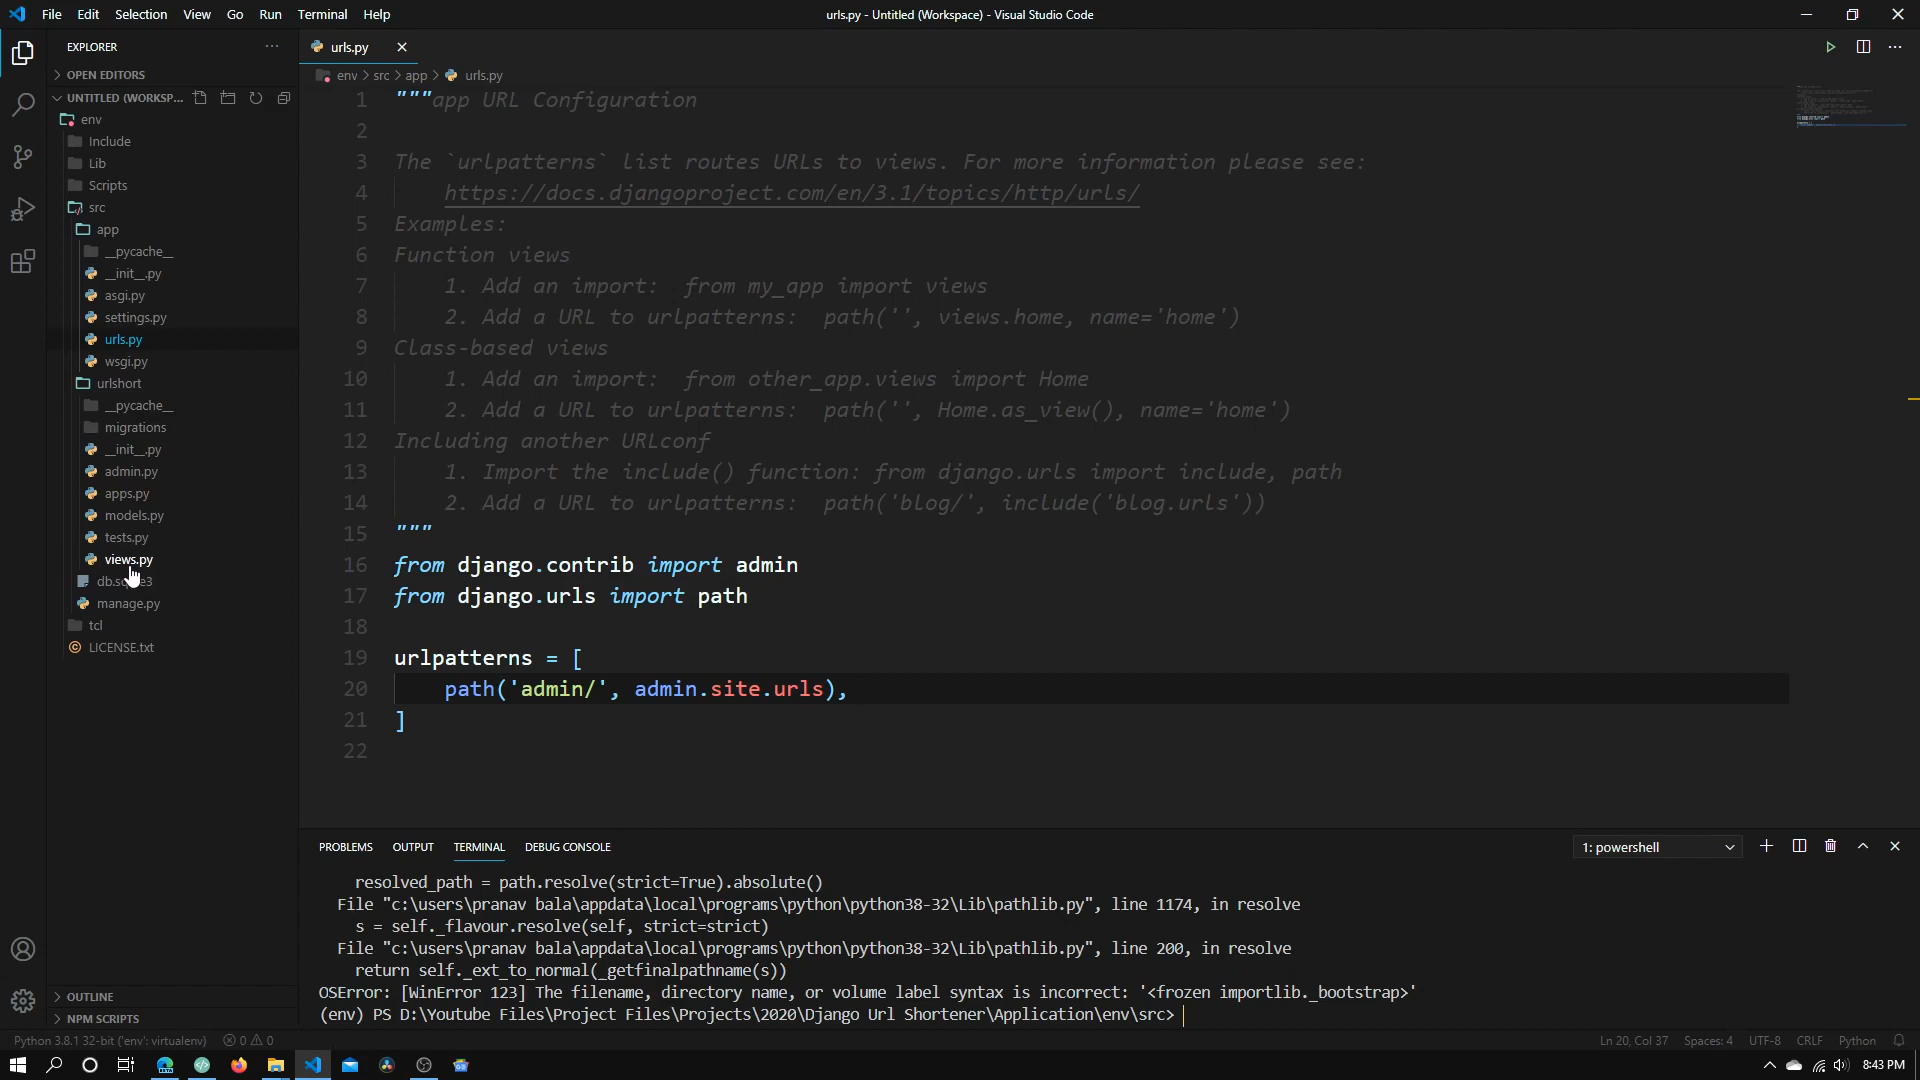 File Edit Selection View Go Run Terminal Help
urls.py - Untitled (Workspace) - Visual Studio Code
EXPLORER
OPEN EDITORS
UNTITLED (WORKSP...
env
Include
Lib
Scripts
src
app
__pycache__
__init__.py
asgi.py
settings.py
urls.py
wsgi.py
urlshort
__pycache__
migrations
__init__.py
admin.py
apps.py
models.py
tests.py
views.py
manage.py
tcl
LICENSE.txt
OUTLINE
NPM SCRIPTS
urls.py
env > src > app > urls.py
1 """app URL Configuration
2
3 The `urlpatterns` list routes URLs to views. For more information please see:
4 https://docs.djangoproject.com/en/3.1/topics/http/urls/
5 Examples:
6 Function views
7 1. Add an import:  from my_app import views
8 2. Add a URL to urlpatterns:  path('', views.home, name='home')
9 Class-based views
10 1. Add an import:  from other_app.views import Home
11 2. Add a URL to urlpatterns:  path('', Home.as_view(), name='home')
12 Including another URLconf
13 1. Import the include() function: from django.urls import include, path
14 2. Add a URL to urlpatterns:  path('blog/', include('blog.urls'))
15 """
16 from django.contrib import admin
17 from django.urls import path
18
19 urlpatterns = [
20 path('admin/', admin.site.urls),
21 ]
22
PROBLEMS OUTPUT TERMINAL DEBUG CONSOLE
1: powershell
resolved_path = path.resolve(strict=True).absolute()
File "c:\users\pranav bala\appdata\local\programs\python\python38-32\Lib\pathlib.py", line 1174, in resolve
s = self._flavour.resolve(self, strict=strict)
File "c:\users\pranav bala\appdata\local\programs\python\python38-32\Lib\pathlib.py", line 200, in resolve
return self._ext_to_normal(_getfinalpathname(s))
OSError: [WinError 123] The filename, directory name, or volume label syntax is incorrect: '<frozen importlib._bootstrap>'
(env) PS D:\Youtube Files\Project Files\Projects\2020\Django Url Shortener\Application\env\src>
Python 3.8.1 32-bit ('env': virtualenv) 0 0
Ln 20, Col 37 Spaces: 4 UTF-8 CRLF Python
8:43 PM